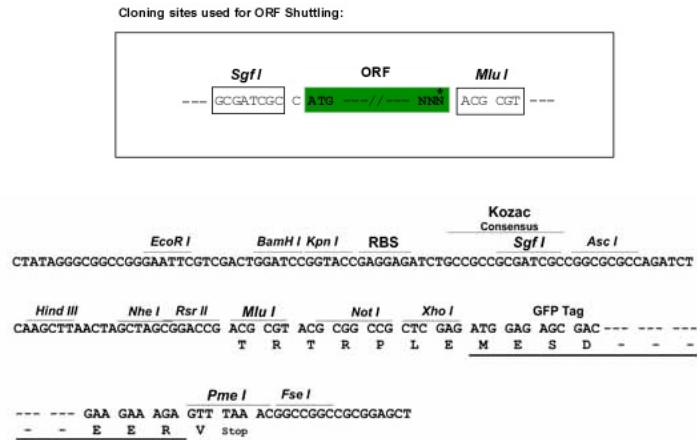 Cloning sites used for ORF Shuttling:
Sgf I ORF Mlu I
--- GCGATCGC C ATG ---//--- NNN* ACG CGT ---
Kozac
Consensus
EcoR I BamH I Kpn I RBS Sgf I Asc I
CTATAGGGCGGCCGGGAATTCGTCGACTGGATCCGGTACCGAGGAGATCTGCCGCCGCGATCGCCGGCGCGCCAGATCT
Hind III Nhe I Rsr II Mlu I Not I Xho I GFP Tag
CAAGCTTAACTAGCTAGCGGACCG ACG CGT ACG CGG CCG CTC GAG ATG GAG AGC GAC--- --- ---
T R T R P L E M E S D - - -
Pme I Fse I
--- --- GAA GAA AGA GTT TAA ACGGCCGGCCGCGGAGCT
- - E E R V Stop